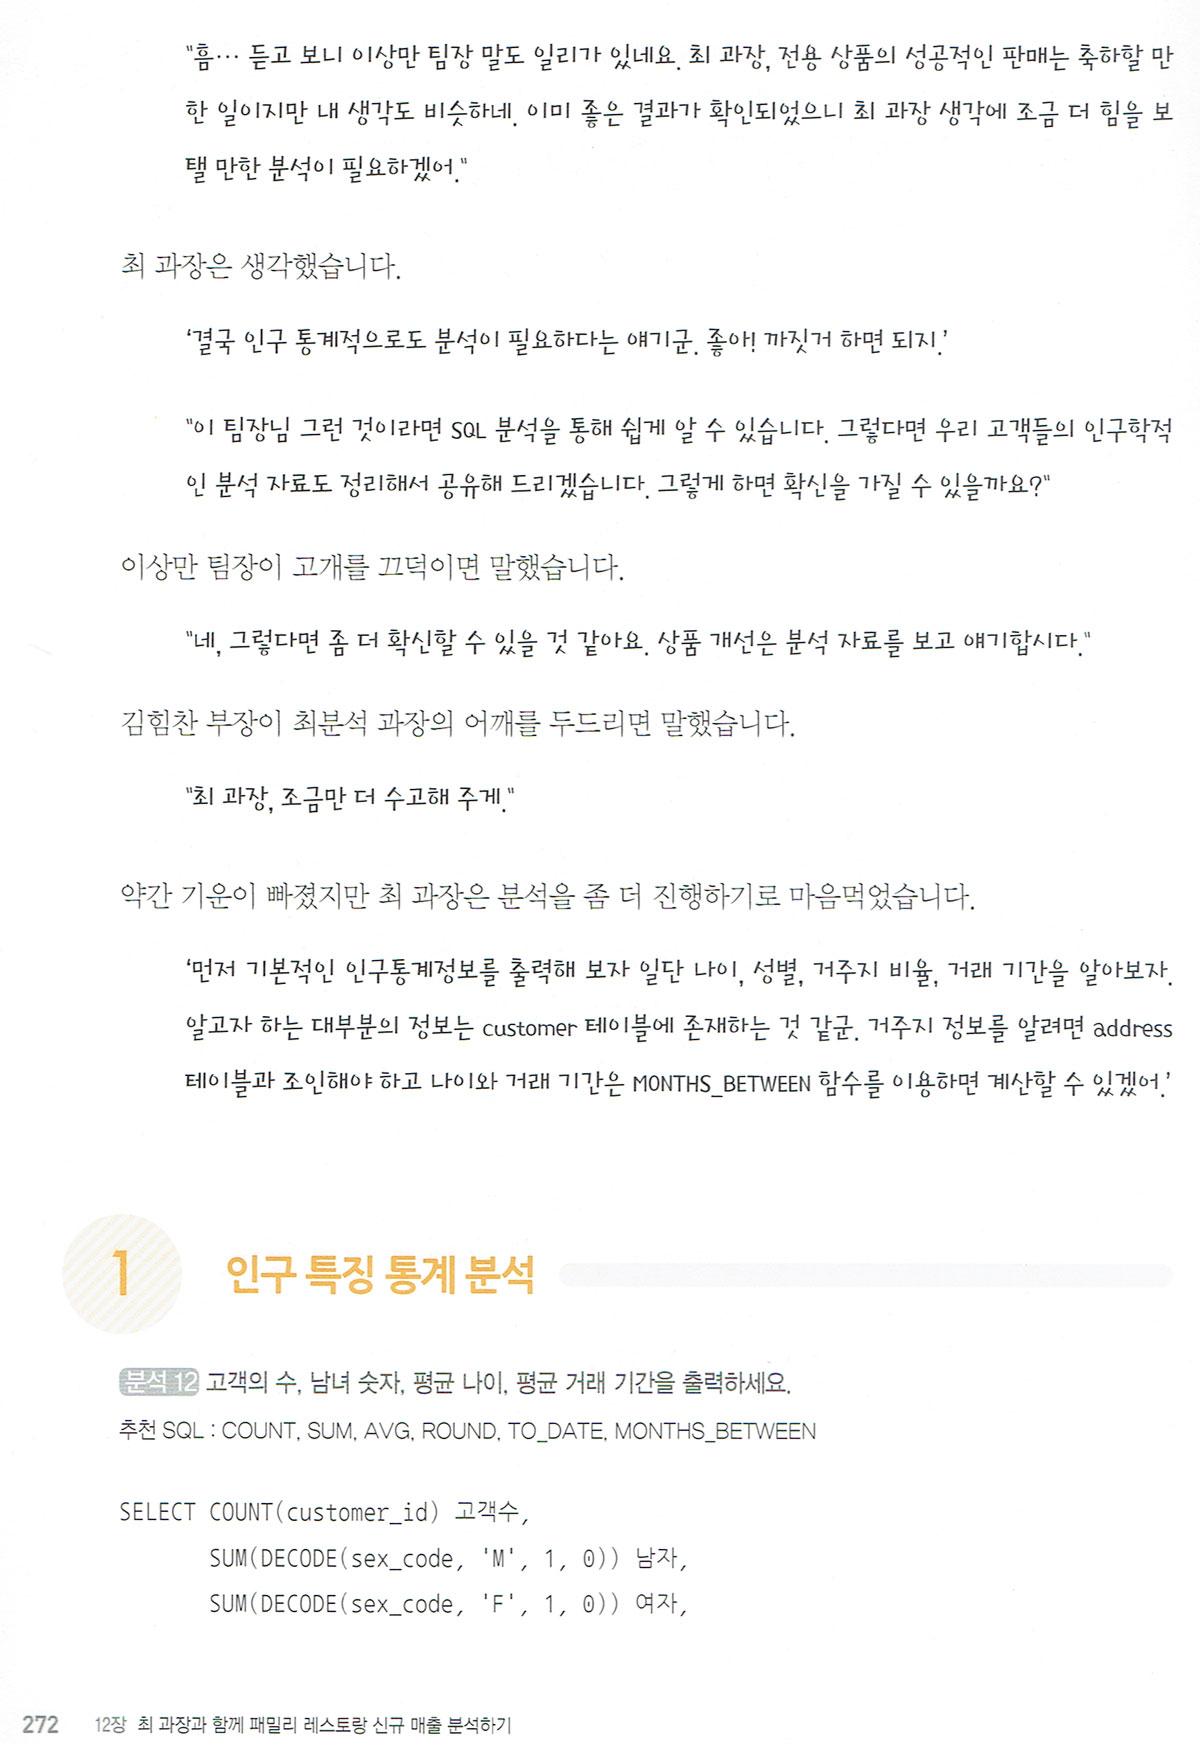 "흠… 듣고 보니 이상만 팀장 말도 일리가 있네요. 최 과장, 전용 상품의 성공적인 판매는 축하할 만
한 일이지만 내 생각도 비슷하네. 이미 좋은 결과가 확인되었으니 최 과장 생각에 조금 더 힘을 보
탤 만한 분석이 필요하겠어."
최 과장은 생각했습니다.
'결국 인구 통계적으로도 분석이 필요하다는 얘기군. 좋아! 까짓거 하면 되지.'
"이 팀장님 그런 것이라면 SQL 분석을 통해 쉽게 알 수 있습니다. 그렇다면 우리 고객들의 인구학적
인 분석 자료도 정리해서 공유해 드리겠습니다. 그렇게 하면 확신을 가질 수 있을까요?"
이상만 팀장이 고개를 끄덕이면 말했습니다.
"네, 그렇다면 좀 더 확신할 수 있을 것 같아요. 상품 개선은 분석 자료를 보고 얘기합시다."
김힘찬 부장이 최분석 과장의 어깨를 두드리면 말했습니다.
"최 과장, 조금만 더 수고해 주게."
약간 기운이 빠졌지만 최 과장은 분석을 좀 더 진행하기로 마음먹었습니다.
'먼저 기본적인 인구통계정보를 출력해 보자 일단 나이, 성별, 거주지 비율, 거래 기간을 알아보자.
알고자 하는 대부분의 정보는 customer 테이블에 존재하는 것 같군. 거주지 정보를 알려면 address
테이블과 조인해야 하고 나이와 거래 기간은 MONTHS_BETWEEN 함수를 이용하면 계산할 수 있겠어.'
1 인구 특징 통계 분석
분석 12 고객의 수, 남녀 숫자, 평균 나이, 평균 거래 기간을 출력하세요.
추천 SQL : COUNT, SUM, AVG, ROUND, TO_DATE, MONTHS_BETWEEN
SELECT COUNT(customer_id) 고객수,
SUM(DECODE(sex_code, 'M', 1, 0)) 남자,
SUM(DECODE(sex_code, 'F', 1, 0)) 여자,
272 12장 최 과장과 함께 패밀리 레스토랑 신규 매출 분석하기